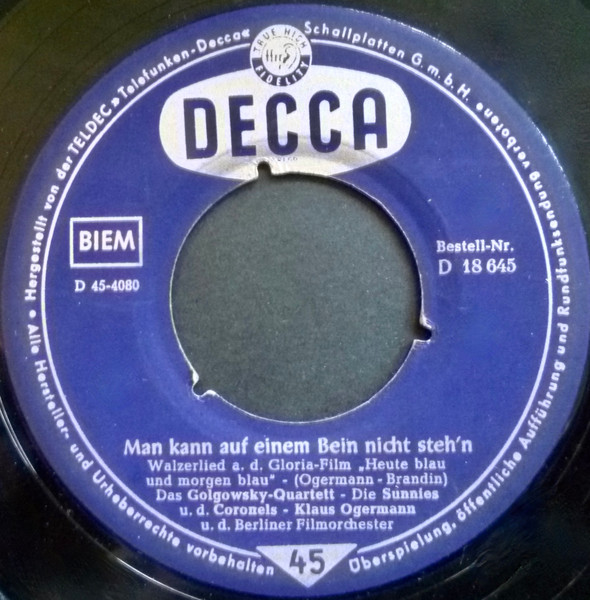 TRUE HIGH
FIDELITY
DECCA
BIEM
D 45-4080
Bestell-Nr.
D 18 645
Man kann auf einem Bein nicht steh'n
Walzerlied a. d. Gloria-Film „Heute blau
und morgen blau" - (Ogermann - Brandin)
Das Golgowsky-Quartett - Die Sunnies
u. d. Coronels - Klaus Ogermann
u. d. Berliner Filmorchester
45
Alle Hersteller- und Urheberrechte vorbehalten
• Hergestellt von der TELDEC »Telefunken-Decca« Schallplatten G.m.b.H.
Überspielung, öffentliche Aufführung und Rundfunksendung verboten